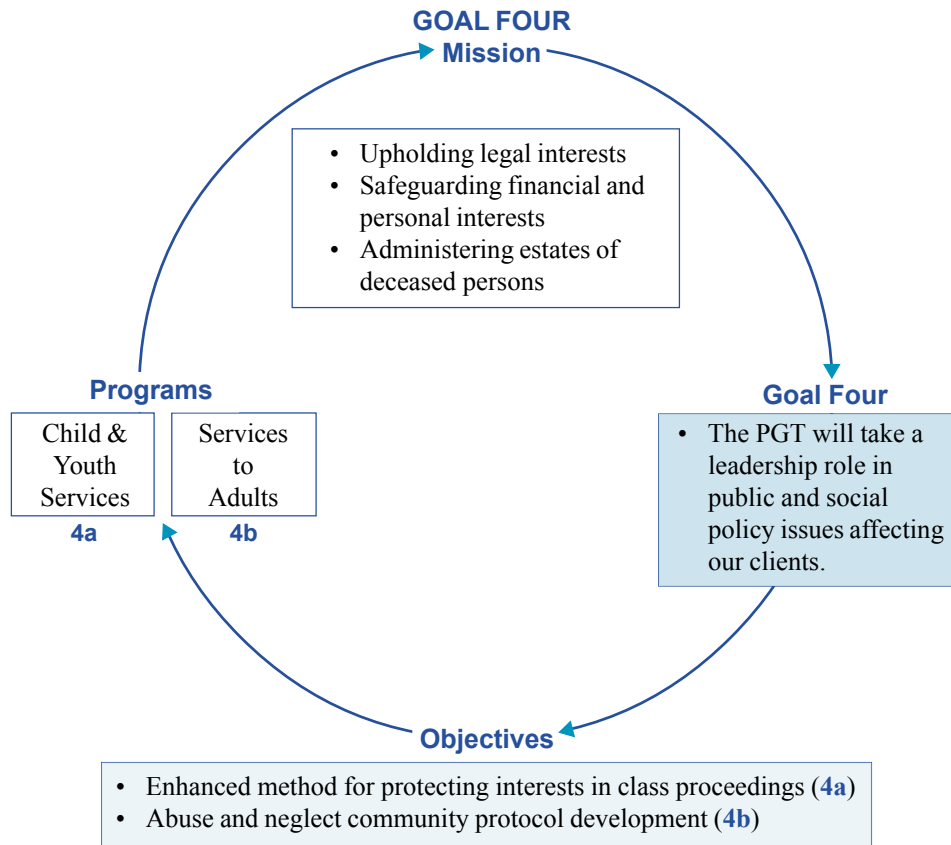 GOAL FOUR
Mission
• Upholding legal interests
• Safeguarding financial and
personal interests
• Administering estates of
deceased persons
Programs
Child &
Youth
Services
4a
Services
to
Adults
4b
Goal Four
• The PGT will take a
leadership role in
public and social
policy issues affecting
our clients.
Objectives
• Enhanced method for protecting interests in class proceedings (4a)
• Abuse and neglect community protocol development (4b)